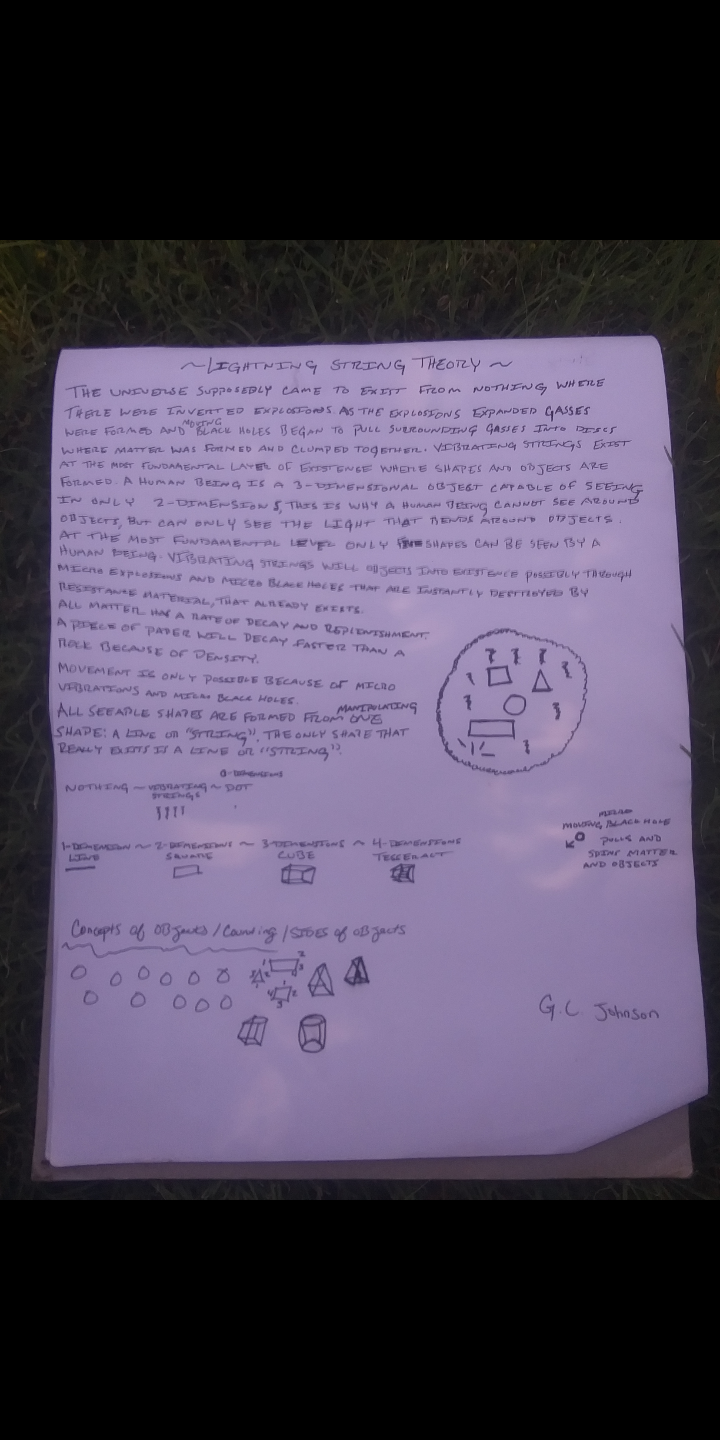 ~LIGHTNING STRING THEORY~
THE UNIVERSE SUPPOSEDLY CAME TO EXIST FROM NOTHING WHERE
THERE WERE INVERTED EXPLOSIONS. AS THE EXPLOSIONS EXPANDED GASSES
WERE FORMED AND MOVING BLACK HOLES BEGAN TO PULL SURROUNDING GASSES INTO DISCS
WHERE MATTER WAS FORMED AND CLUMPED TOGETHER. VIBRATING STRINGS EXIST
AT THE MOST FUNDAMENTAL LAYER OF EXISTENSE WHERE SHAPES AND OBJECTS ARE
FORMED. A HUMAN BEING IS A 3-DIMENSIONAL OBJECT CAPABLE OF SEEING
IN ONLY 2-DIMENSIONS, THIS IS WHY A HUMAN BEING CANNOT SEE AROUND
OBJECTS, BUT CAN ONLY SEE THE LIGHT THAT BENDS AROUND OBJECTS.
AT THE MOST FUNDAMENTAL LEVEL ONLY SHAPES CAN BE SEEN BY A
HUMAN BEING. VIBRATING STRINGS WILL OBJECTS INTO EXISTENCE POSSIBLY THROUGH
MICRO EXPLOSIONS AND MICRO BLACK HOLES THAT ARE INSTANTLY DESTROYED BY
RESISTANCE MATERIAL, THAT ALREADY EXISTS.
ALL MATTER HAS A RATE OF DECAY AND REPLENISHMENT.
A PIECE OF PAPER WILL DECAY FASTER THAN A
ROCK BECAUSE OF DENSITY.
MOVEMENT IS ONLY POSSIBLE BECAUSE OF MICRO
VIBRATIONS AND MICRO BLACK HOLES.
ALL SEEABLE SHAPES ARE FORMED FROM MANIPULATING ONE
SHAPE: A LINE OR "STRING". THE ONLY SHAPE THAT
REALLY EXISTS IS A LINE OR "STRING".
0-DIMENSIONS
NOTHING ~ VIBRATING ~ DOT
STRINGS
1-DIMENSION ~ 2-DIMENSIONS ~ 3-DIMENSIONS ~ 4-DIMENSIONS
LINE SQUARE CUBE TESSERACT
MICRO
MOVING BLACK HOLE
PULLS AND
SPINS MATTER
AND OBJECTS
Concepts of OBJects / Counting / SIDES of OBJects
G.C. Johnson